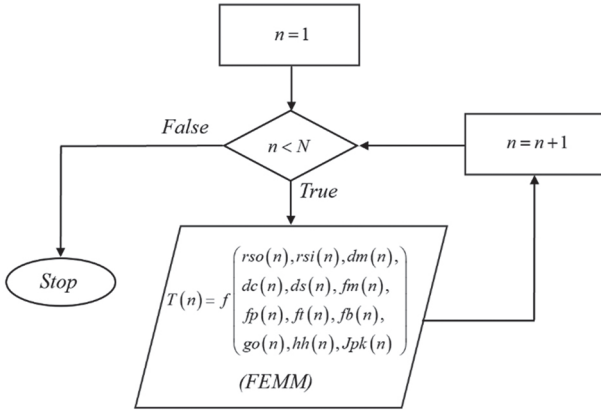 n=1
False
n<N
n=n+1
True
Stop
T(n)=f(rso(n),rsi(n),dm(n),
dc(n),ds(n),fm(n),
fp(n),ft(n),fb(n),
go(n),hh(n),Jpk(n))
(FEMM)